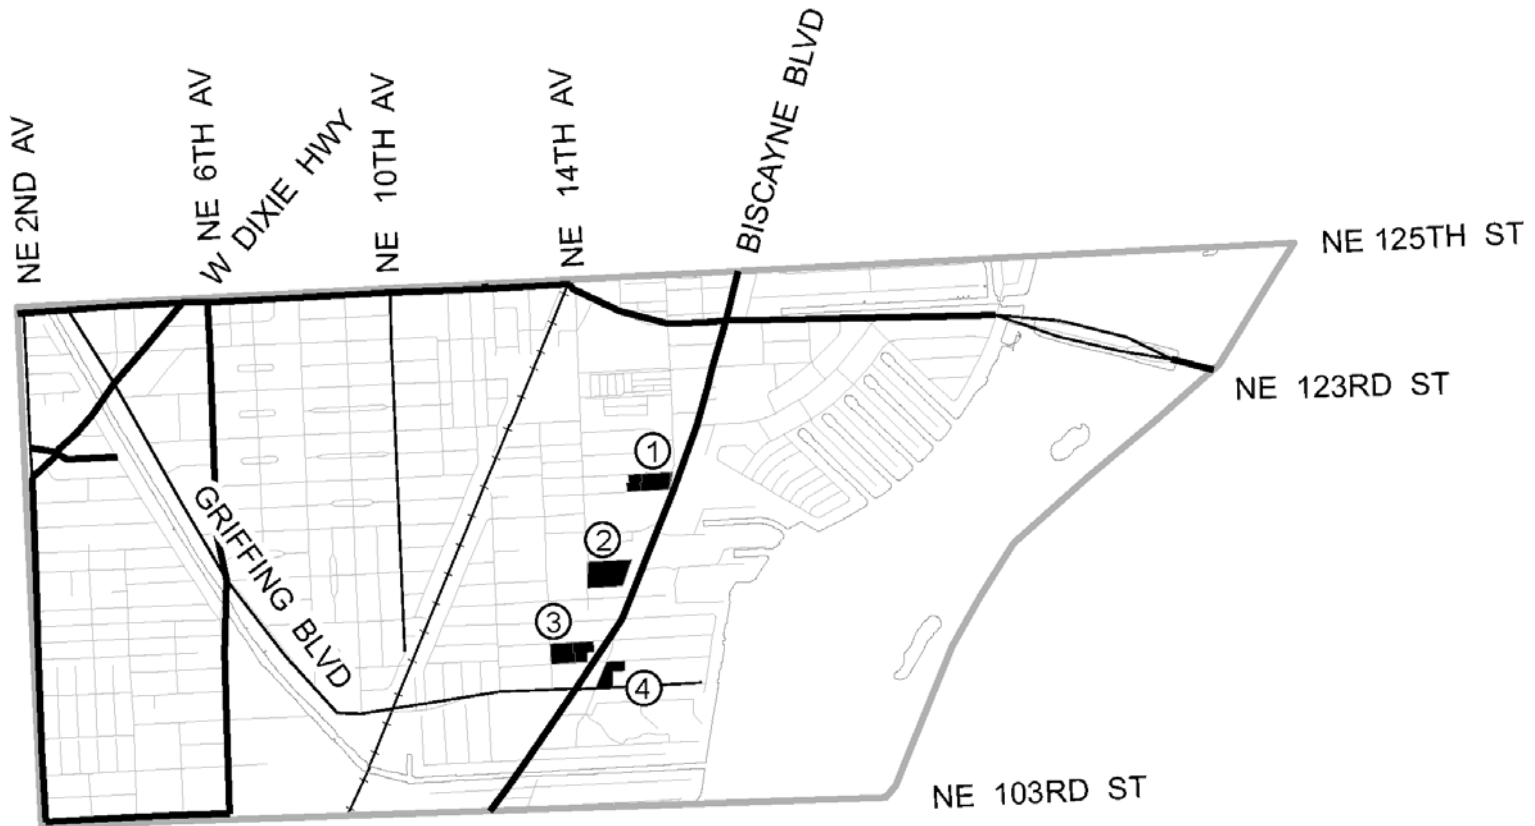 NE 2ND AV
NE 6TH AV
W DIXIE HWY
NE 10TH AV
NE 14TH AV
BISCAYNE BLVD
NE 125TH ST
NE 123RD ST
1
GRIFFING BLVD
2
3
4
NE 103RD ST